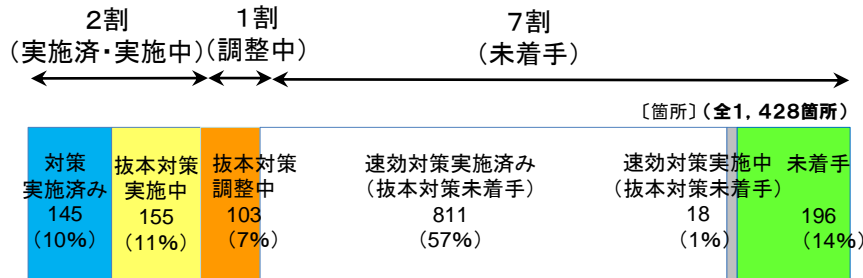 2割
(実施済・実施中)
1割
(調整中)
7割
(未着手)
〔箇所〕(全1,428箇所)
対策
実施済み
145
(10%)
抜本対策
実施中
155
(11%)
抜本対策
調整中
103
(7%)
速効対策実施済み
(抜本対策未着手)
811
(57%)
速効対策実施中
(抜本対策未着手)
18
(1%)
未着手
196
(14%)